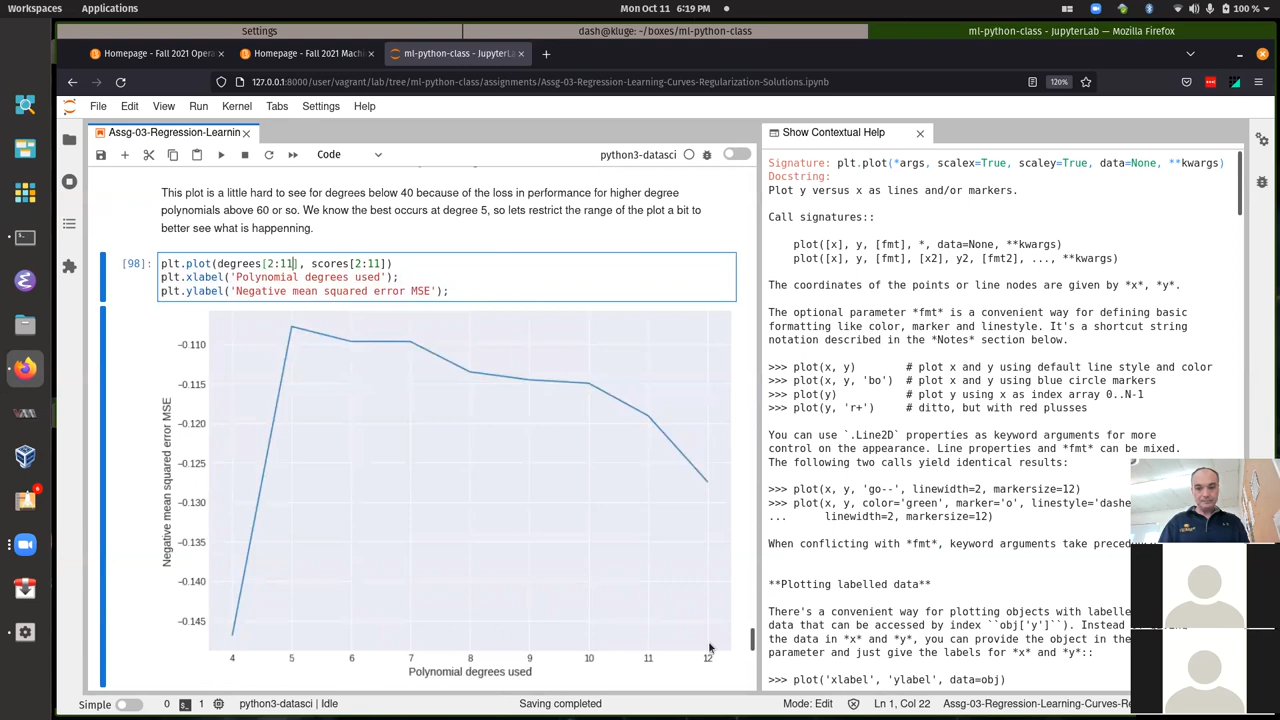 Workspaces
Applications
Mon Oct 11  6:19 PM
100 %
Settings
dash@kluge: ~/boxes/ml-python-class
ml-python-class - JupyterLab — Mozilla Firefox
Homepage - Fall 2021 Opera
Homepage - Fall 2021 Machi
ml-python-class - JupyterLa
127.0.0.1:8000/user/vagrant/lab/tree/ml-python-class/assignments/Assg-03-Regression-Learning-Curves-Regularization-Solutions.ipynb
120%
File Edit View Run Kernel Tabs Settings Help
Assg-03-Regression-Learnin
Show Contextual Help
Code
python3-datasci
This plot is a little hard to see for degrees below 40 because of the loss in performance for higher degree
polynomials above 60 or so. We know the best occurs at degree 5, so lets restrict the range of the plot a bit to
better see what is happenning.
[98]:
plt.plot(degrees[2:11], scores[2:11])
plt.xlabel('Polynomial degrees used');
plt.ylabel('Negative mean squared error MSE');
−0.110
−0.115
−0.120
−0.125
−0.130
−0.135
−0.140
−0.145
Negative mean squared error MSE
4 5 6 7 8 9 10 11 12
Polynomial degrees used
Signature: plt.plot(*args, scalex=True, scaley=True, data=None, **kwargs)
Docstring:
Plot y versus x as lines and/or markers.
Call signatures::
plot([x], y, [fmt], *, data=None, **kwargs)
plot([x], y, [fmt], [x2], y2, [fmt2], ..., **kwargs)
The coordinates of the points or line nodes are given by *x*, *y*.
The optional parameter *fmt* is a convenient way for defining basic
formatting like color, marker and linestyle. It's a shortcut string
notation described in the *Notes* section below.
>>> plot(x, y)        # plot x and y using default line style and color
>>> plot(x, y, 'bo')  # plot x and y using blue circle markers
>>> plot(y)           # plot y using x as index array 0..N-1
>>> plot(y, 'r+')     # ditto, but with red plusses
You can use `.Line2D` properties as keyword arguments for more
control on the appearance. Line properties and *fmt* can be mixed.
The following two calls yield identical results:
>>> plot(x, y, 'go--', linewidth=2, markersize=12)
>>> plot(x, y, color='green', marker='o', linestyle='dashe
...      linewidth=2, markersize=12)
When conflicting with *fmt*, keyword arguments take preced
**Plotting labelled data**
There's a convenient way for plotting objects with labelle
data that can be accessed by index ``obj['y']``). Instead o
the data in *x* and *y*, you can provide the object in the
parameter and just give the labels for *x* and *y*::
>>> plot('xlabel', 'ylabel', data=obj)
6
Simple
0
1
python3-datasci | Idle
Saving completed
Mode: Edit
Ln 1, Col 22
Assg-03-Regression-Learning-Curves-Re